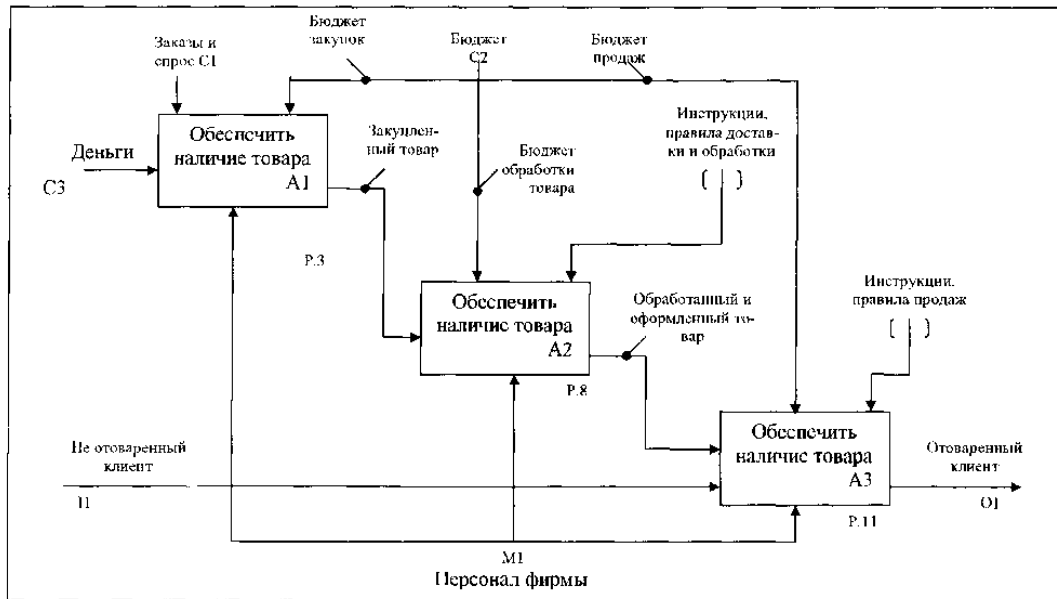 Заказы и
спрос С1
Бюджет
закупок
Бюджет
С2
Бюджет
продаж
Деньги
С3
Обеспечить
наличие товара
А1
Закуплен-
ный товар
Бюджет
обработки
товара
Инструкции,
правила достав-
ки и обработки
Р.3
Обеспечить
наличие товара
А2
Р.8
Обработанный и
оформленный то-
вар
Инструкции,
правила продаж
Не отоваренный
клиент
I1
Обеспечить
наличие товара
А3
Р.11
Отоваренный
клиент
О1
М1
Персонал фирмы